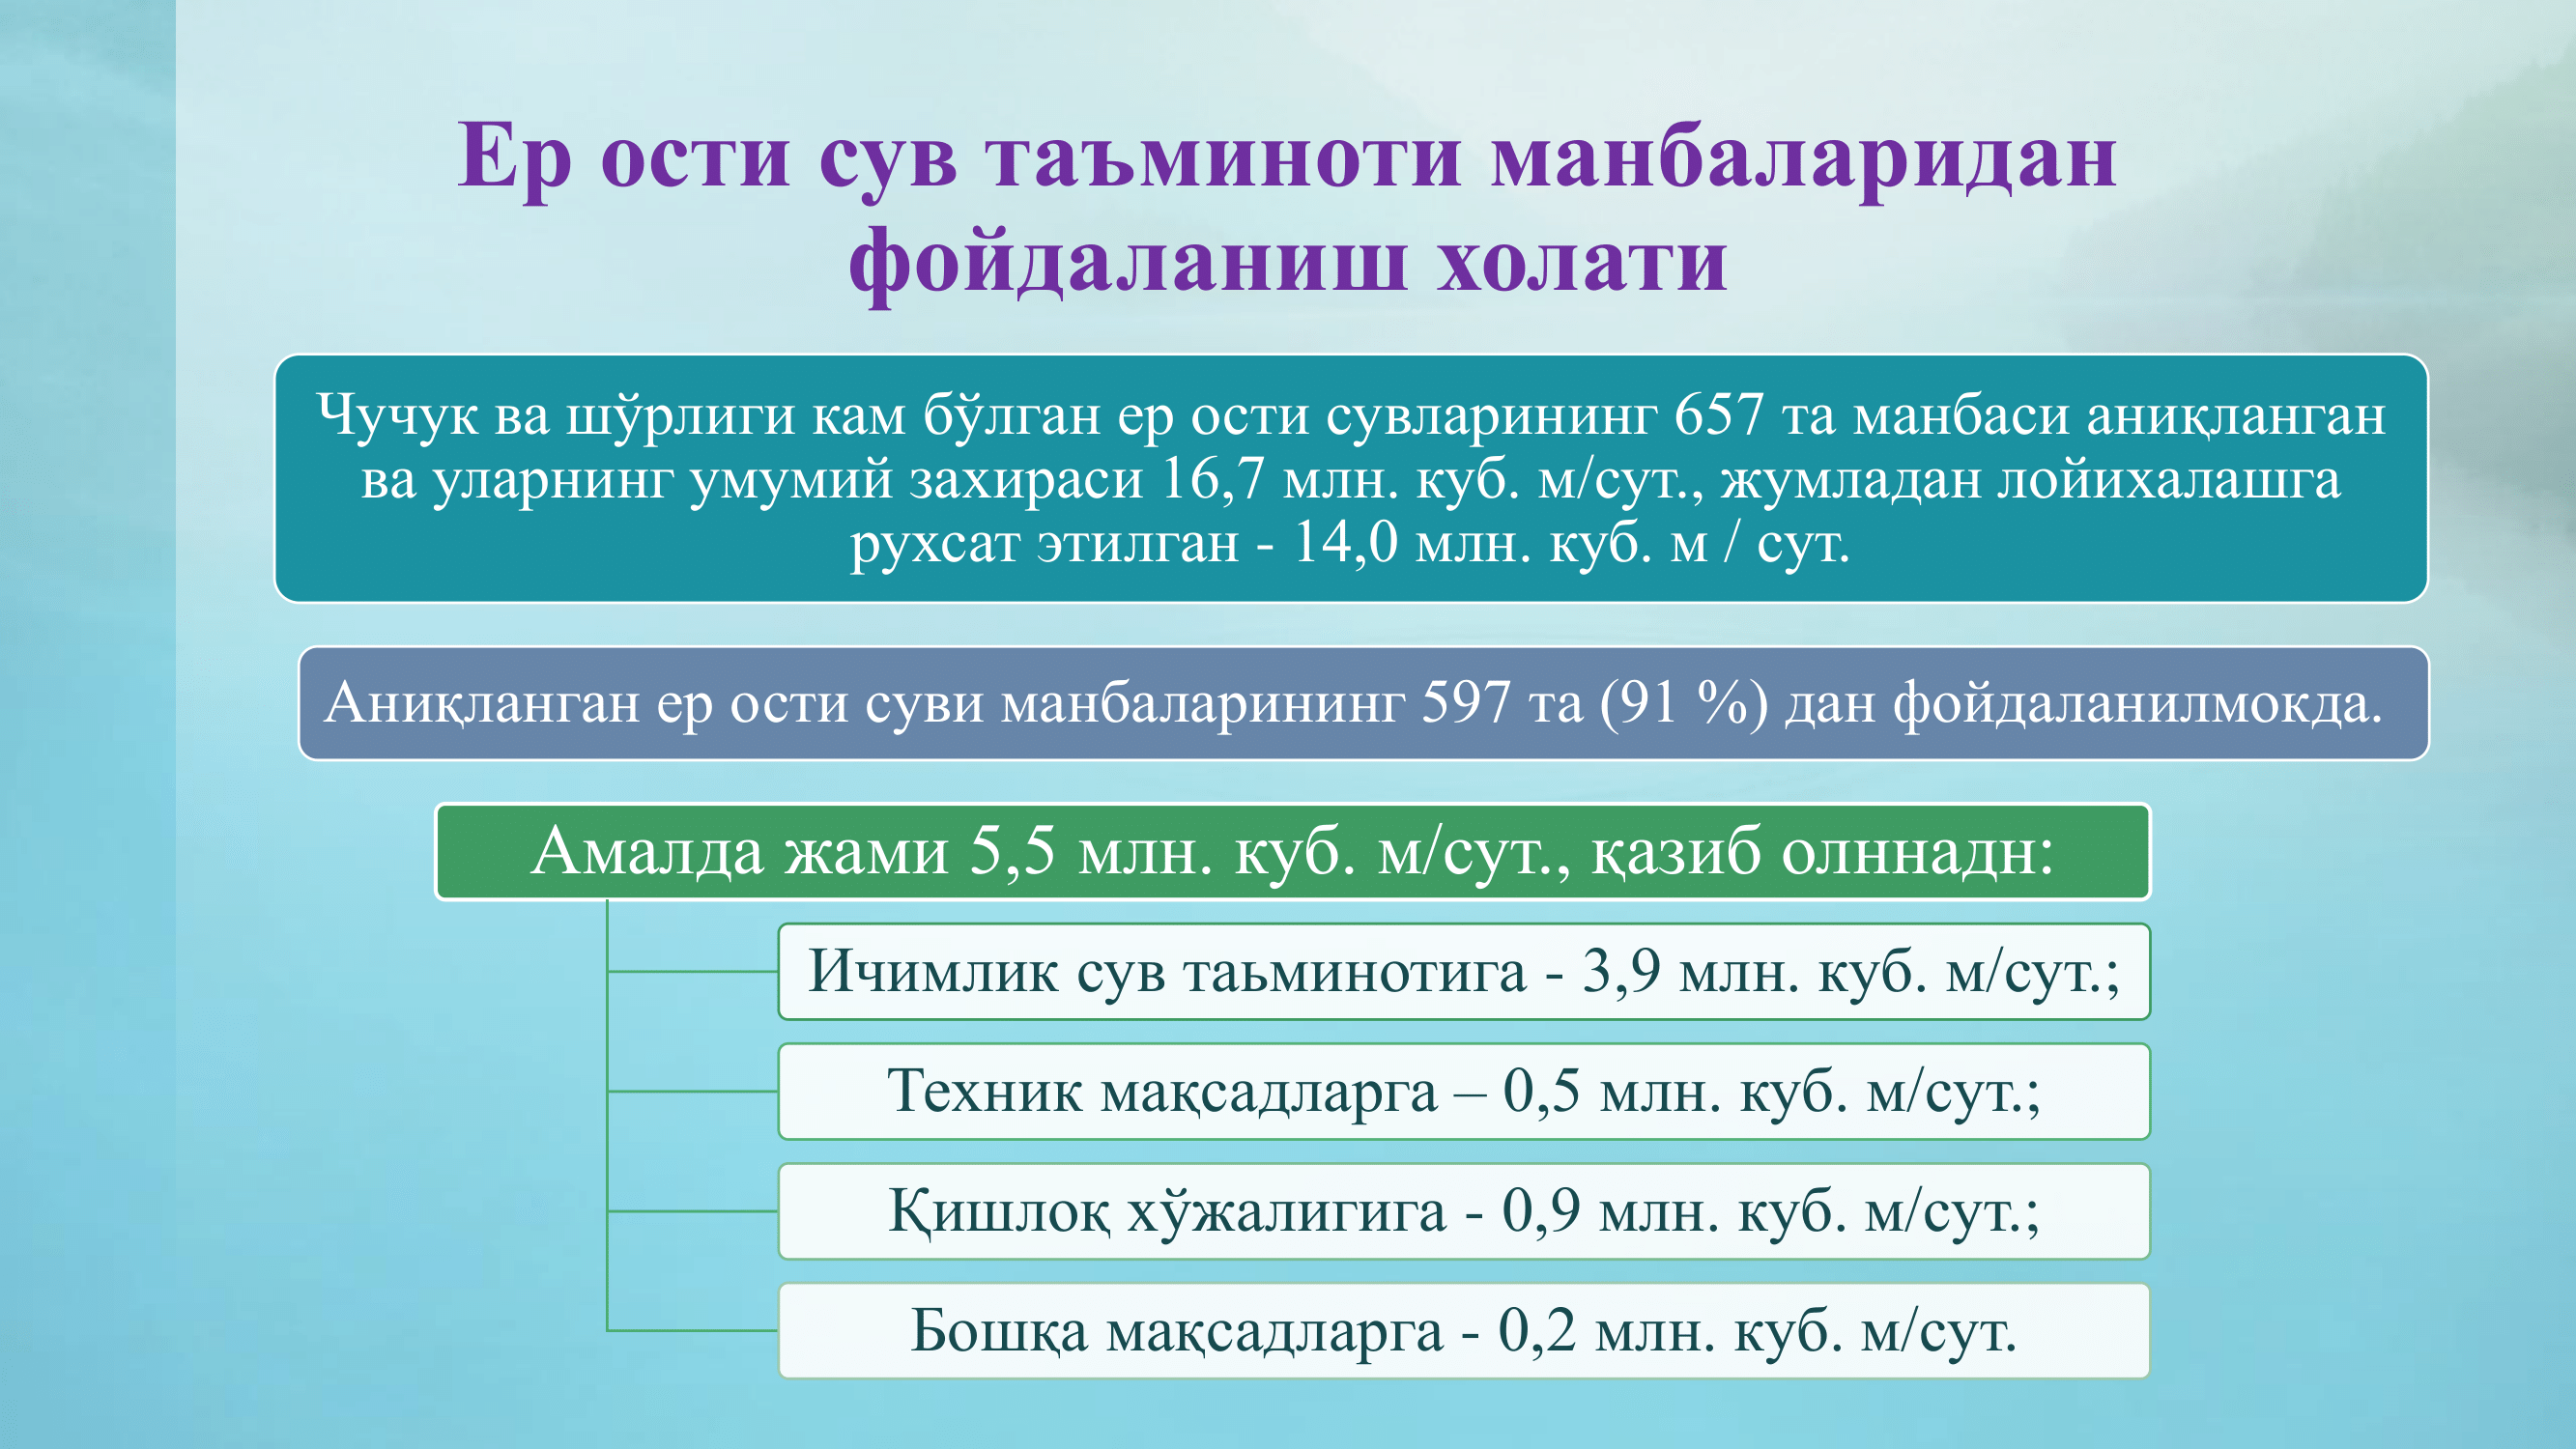 Ер ости сув таъминоти манбаларидан
фойдаланиш холати
Чучук ва шўрлиги кам бўлган ер ости сувларининг 657 та манбаси аниқланган
ва уларнинг умумий захираси 16,7 млн. куб. м/сут., жумладан лойихалашга
рухсат этилган - 14,0 млн. куб. м / сут.
Аниқланган ер ости суви манбаларининг 597 та (91 %) дан фойдаланилмокда.
Амалда жами 5,5 млн. куб. м/сут., қазиб олннадн:
Ичимлик сув таьминотига - 3,9 млн. куб. м/сут.;
Техник мақсадларга – 0,5 млн. куб. м/сут.;
Қишлоқ хўжалигига - 0,9 млн. куб. м/сут.;
Бошқа мақсадларга - 0,2 млн. куб. м/сут.